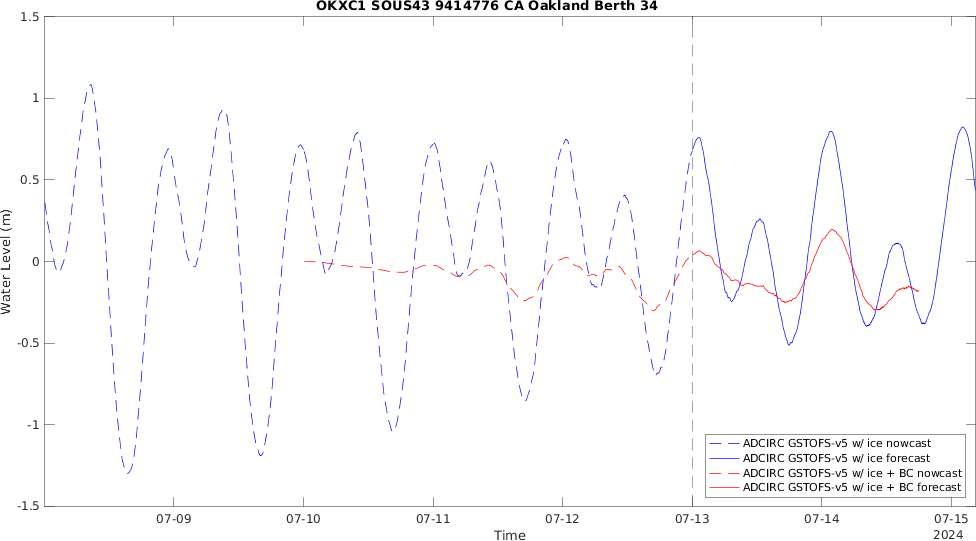 OKXC1 SOUS43 9414776 CA Oakland Berth 34
1.5
1
0.5
0
-0.5
-1
-1.5
Water Level (m)
ADCIRC GSTOFS-v5 w/ ice nowcast
ADCIRC GSTOFS-v5 w/ ice forecast
ADCIRC GSTOFS-v5 w/ ice + BC nowcast
ADCIRC GSTOFS-v5 w/ ice + BC forecast
07-09 07-10 07-11 07-12 07-13 07-14 07-15
Time
2024